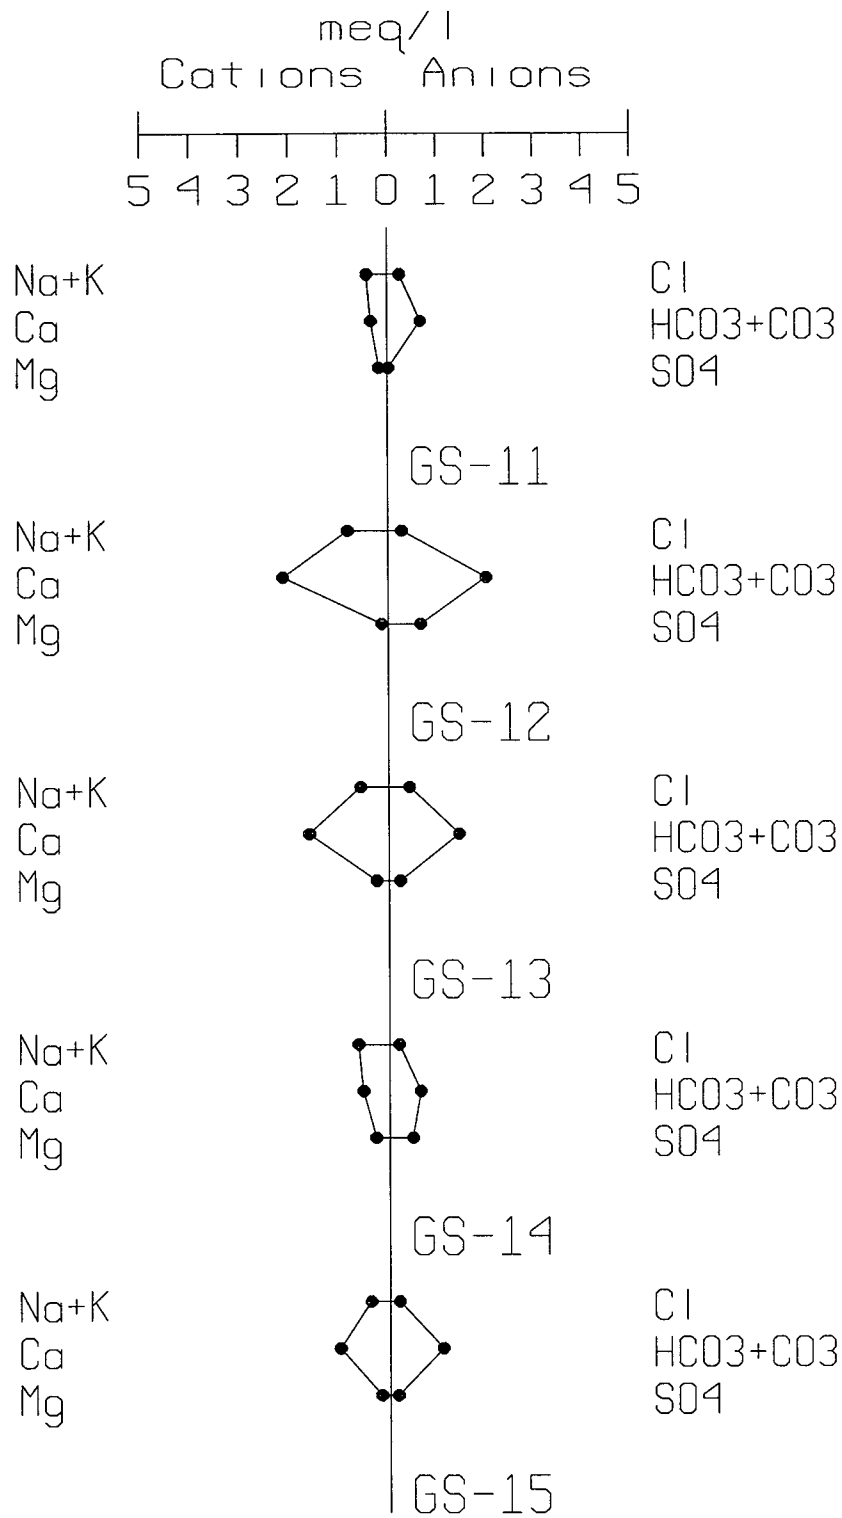 meq/l
Cations Anions
5 4 3 2 1 0 1 2 3 4 5
Na+K Cl
Ca HCO3+CO3
Mg SO4
GS-11
Na+K Cl
Ca HCO3+CO3
Mg SO4
GS-12
Na+K Cl
Ca HCO3+CO3
Mg SO4
GS-13
Na+K Cl
Ca HCO3+CO3
Mg SO4
GS-14
Na+K Cl
Ca HCO3+CO3
Mg SO4
GS-15